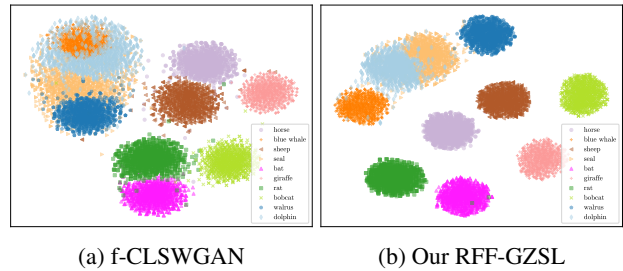 horse
blue whale
sheep
seal
bat
giraffe
rat
bobcat
walrus
dolphin
horse
blue whale
sheep
seal
bat
giraffe
rat
bobcat
walrus
dolphin
(a) f-CLSWGAN
(b) Our RFF-GZSL